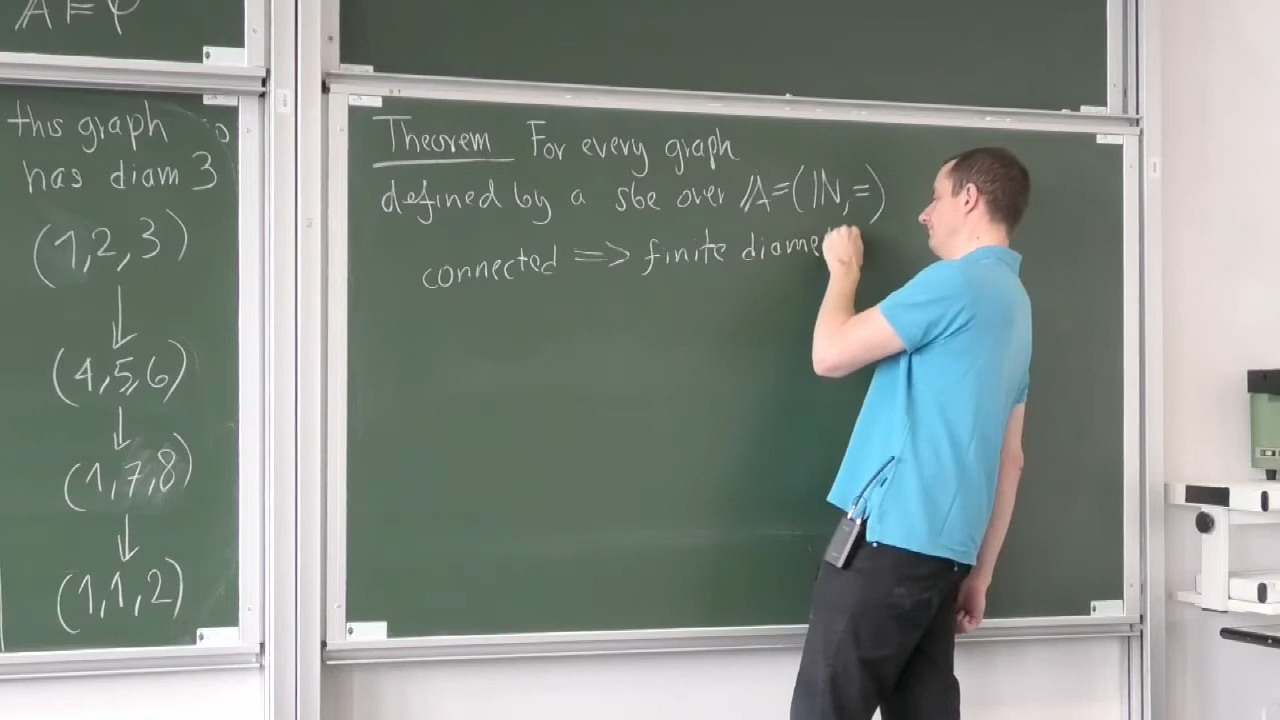 𝔸 ⊨ φ
this graph
has diam 3
(1,2,3)
↓
(4,5,6)
↓
(1,7,8)
↓
(1,1,2)
Theorem For every graph
defined by a sbe over 𝔸=(ℕ,=)
connected => finite diame